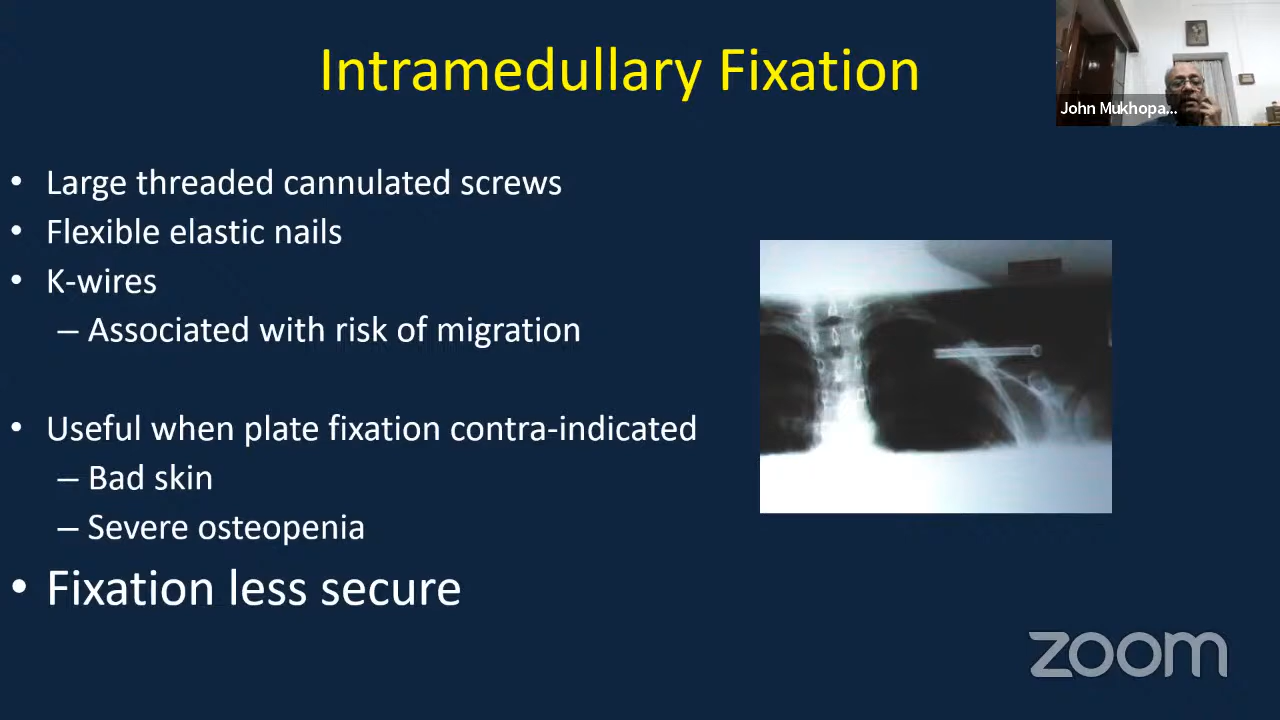 Intramedullary Fixation
John Mukhopa...
• Large threaded cannulated screws
• Flexible elastic nails
• K-wires
– Associated with risk of migration
• Useful when plate fixation contra-indicated
– Bad skin
– Severe osteopenia
• Fixation less secure
zoom